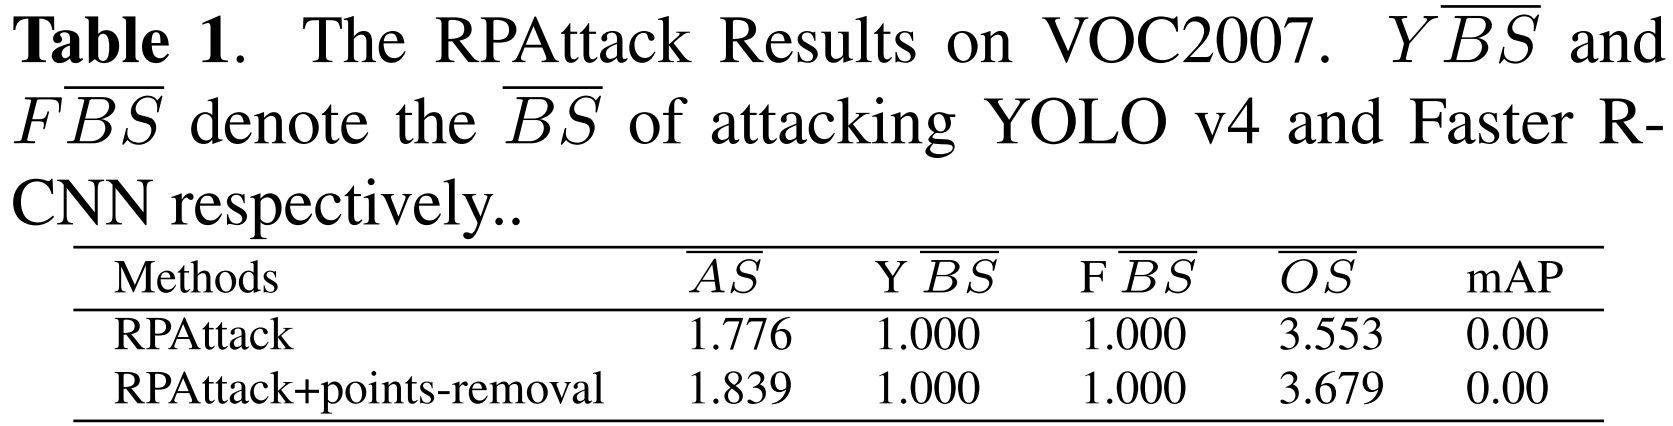 Table 1. The RPAttack Results on VOC2007. $Y\overline{BS}$ and
$F\overline{BS}$ denote the $\overline{BS}$ of attacking YOLO v4 and Faster R-
CNN respectively..
Methods $\overline{AS}$ Y $\overline{BS}$ F $\overline{BS}$ $\overline{OS}$ mAP
RPAttack 1.776 1.000 1.000 3.553 0.00
RPAttack+points-removal 1.839 1.000 1.000 3.679 0.00